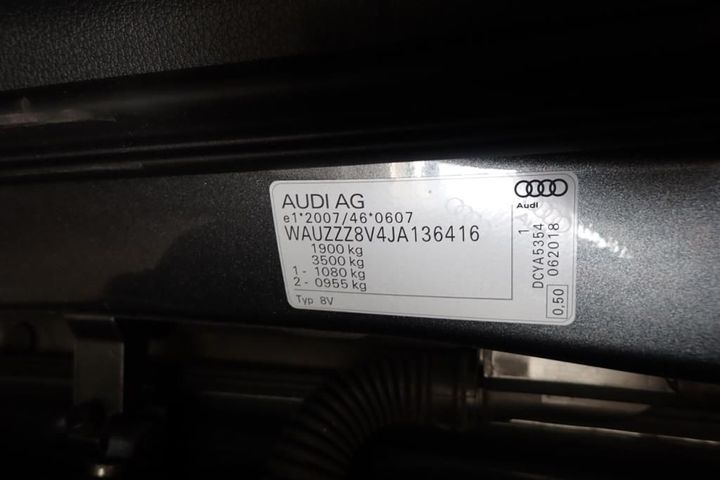 AUDI AG
e1*2007/46*0607
WAUZZZ8V4JA136416
1900 kg
3500 kg
1 - 1080 kg
2 - 0955 kg
Typ 8V
Audi
DCYA5354 1
062018
0,50